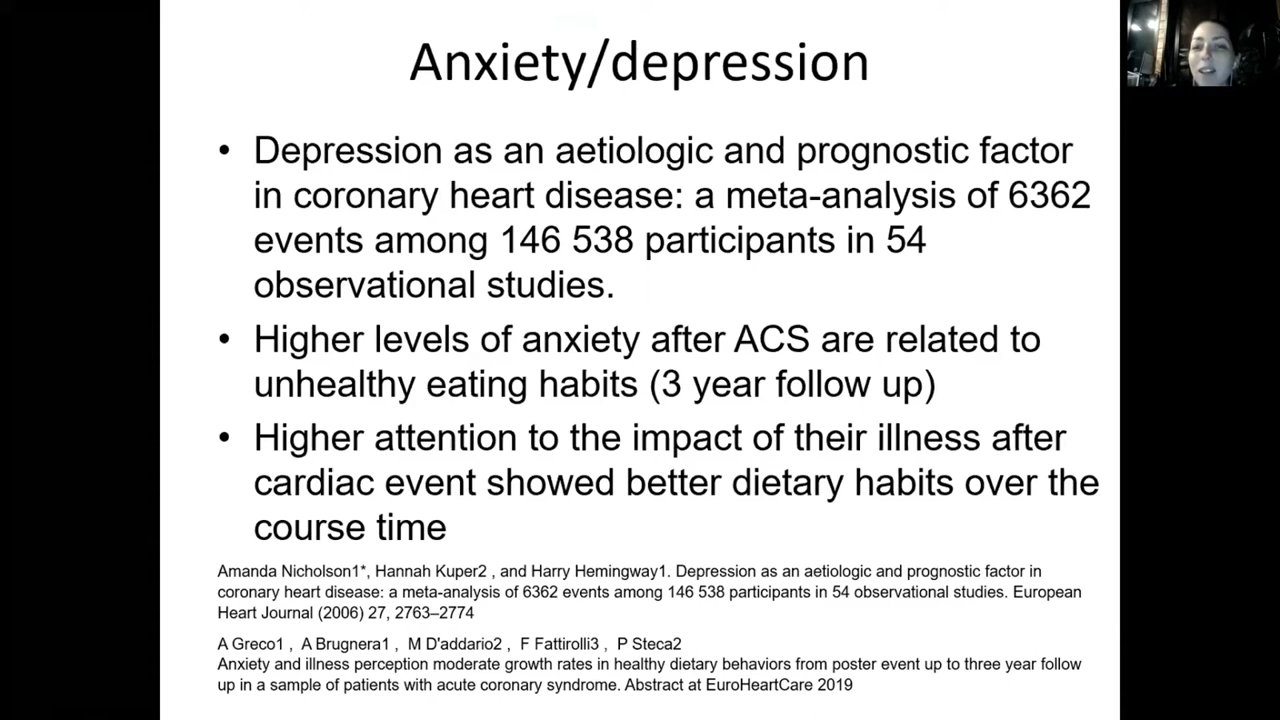 Anxiety/depression
• Depression as an aetiologic and prognostic factor
in coronary heart disease: a meta-analysis of 6362
events among 146 538 participants in 54
observational studies.
• Higher levels of anxiety after ACS are related to
unhealthy eating habits (3 year follow up)
• Higher attention to the impact of their illness after
cardiac event showed better dietary habits over the
course time
Amanda Nicholson1*, Hannah Kuper2 , and Harry Hemingway1. Depression as an aetiologic and prognostic factor in
coronary heart disease: a meta-analysis of 6362 events among 146 538 participants in 54 observational studies. European
Heart Journal (2006) 27, 2763–2774
A Greco1 , A Brugnera1 , M D'addario2 , F Fattirolli3 , P Steca2
Anxiety and illness perception moderate growth rates in healthy dietary behaviors from poster event up to three year follow
up in a sample of patients with acute coronary syndrome. Abstract at EuroHeartCare 2019